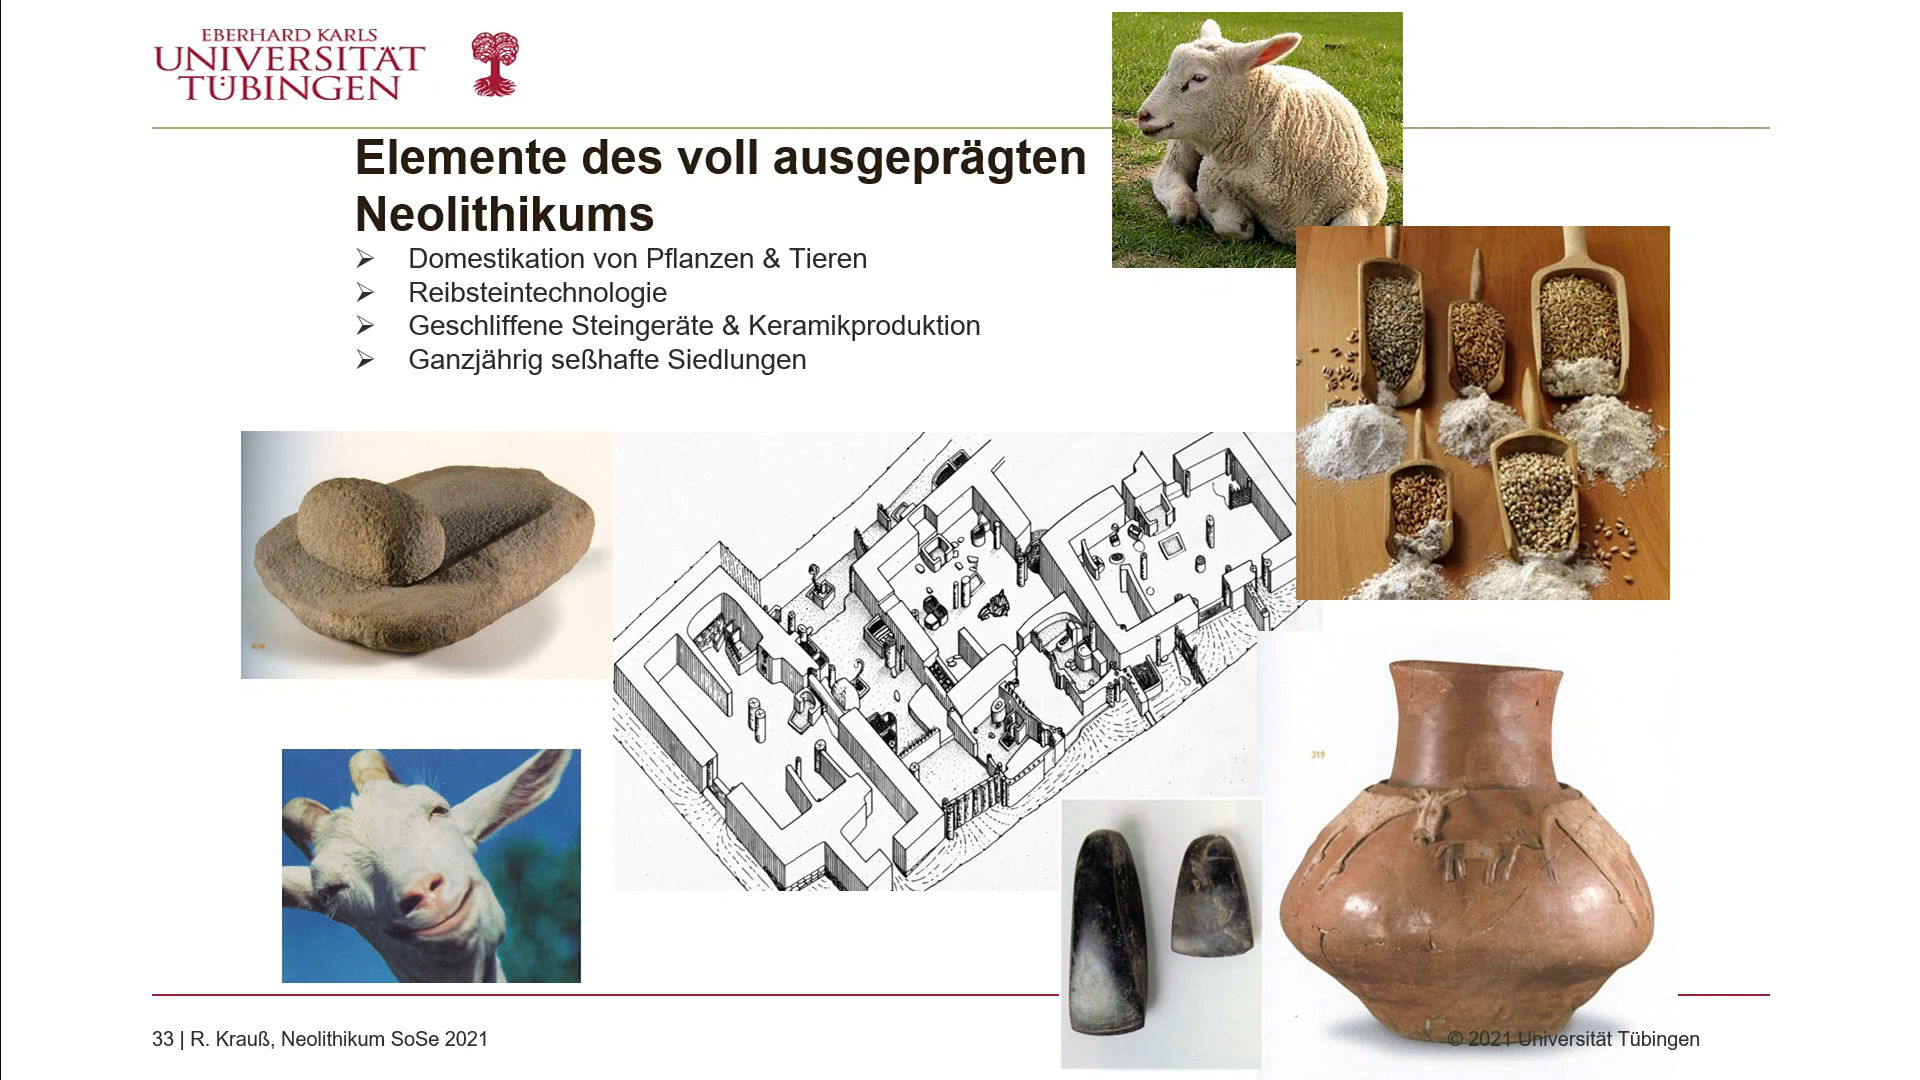 EBERHARD KARLS
UNIVERSITÄT
TÜBINGEN
Elemente des voll ausgeprägten
Neolithikums
➢ Domestikation von Pflanzen & Tieren
➢ Reibsteintechnologie
➢ Geschliffene Steingeräte & Keramikproduktion
➢ Ganzjährig seßhafte Siedlungen
319
33 | R. Krauß, Neolithikum SoSe 2021
© 2021 Universität Tübingen